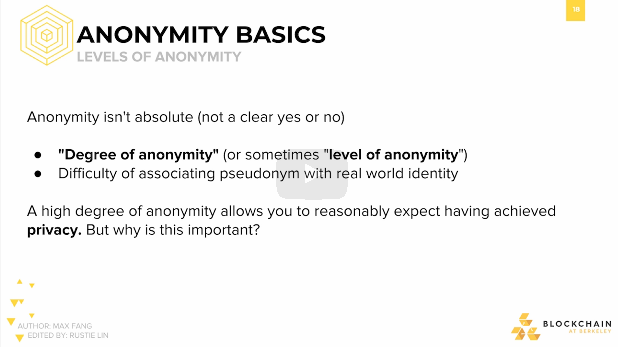 18
ANONYMITY BASICS
LEVELS OF ANONYMITY
Anonymity isn't absolute (not a clear yes or no)
● "Degree of anonymity" (or sometimes "level of anonymity")
● Difficulty of associating pseudonym with real world identity
A high degree of anonymity allows you to reasonably expect having achieved
privacy. But why is this important?
AUTHOR: MAX FANG
EDITED BY: RUSTIE LIN
BLOCKCHAIN
AT BERKELEY